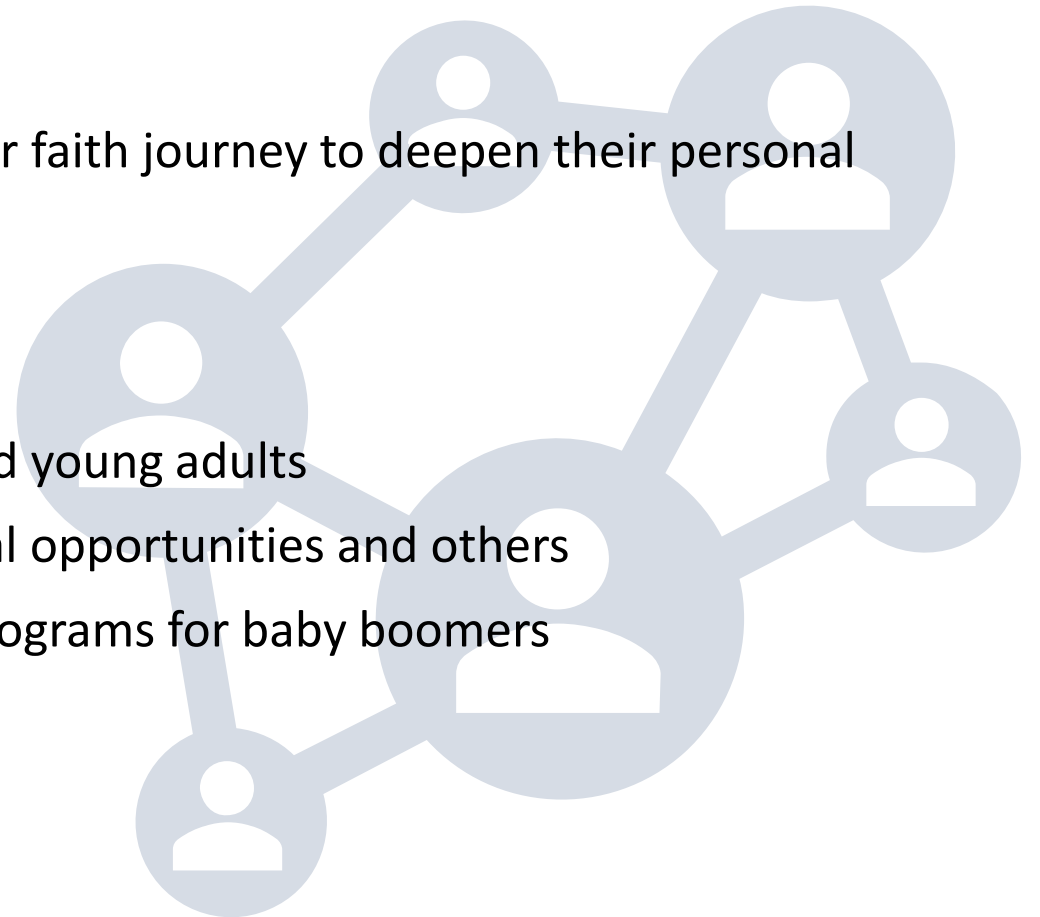 r faith journey to deepen their personal
d young adults
l opportunities and others
ograms for baby boomers